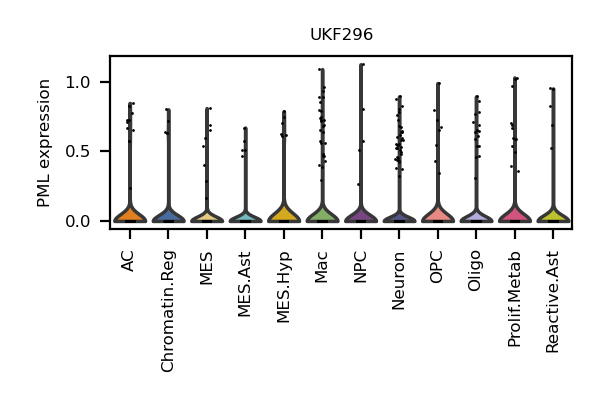 UKF296
PML expression
1.0
0.5
0.0
AC
Chromatin.Reg
MES
MES.Ast
MES.Hyp
Mac
NPC
Neuron
OPC
Oligo
Prolif.Metab
Reactive.Ast